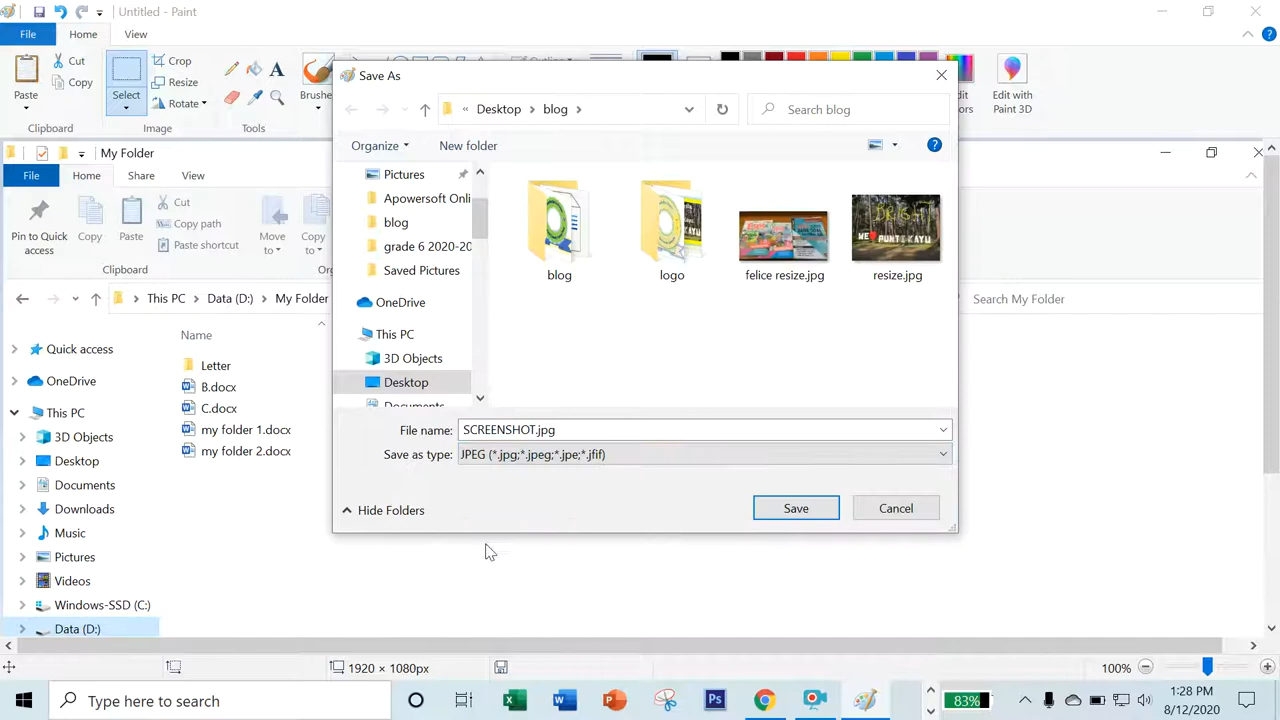 Untitled - Paint
File
Home
View
Paste
Cut
Copy
Clipboard
Select
Crop
Resize
Rotate
Image
Tools
Edit with
Paint 3D
Save As
« Desktop › blog ›
Search blog
Organize
New folder
Pictures
Apowersoft Onli
blog
grade 6 2020-20
Saved Pictures
OneDrive
This PC
3D Objects
Desktop
blog
logo
felice resize.jpg
resize.jpg
File name: SCREENSHOT.jpg
Save as type: JPEG (*.jpg;*.jpeg;*.jpe;*.jfif)
Hide Folders
Save
Cancel
My Folder
File
Home
Share
View
Pin to Quick
access
Copy
Paste
Cut
Copy path
Paste shortcut
Move
to
Copy
to
Clipboard
This PC › Data (D:) › My Folder
Search My Folder
Name
Quick access
OneDrive
This PC
3D Objects
Desktop
Documents
Downloads
Music
Pictures
Videos
Windows-SSD (C:)
Data (D:)
Letter
B.docx
C.docx
my folder 1.docx
my folder 2.docx
1920 × 1080px
100%
Type here to search
83%
1:28 PM
8/12/2020